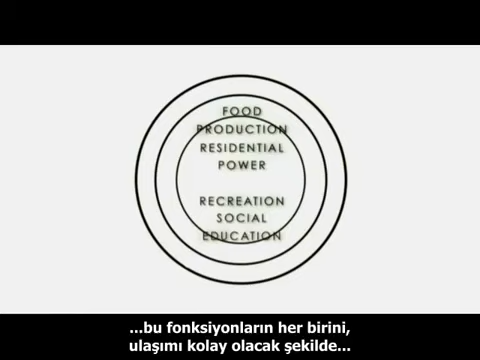 FOOD
PRODUCTION
RESIDENTIAL
POWER
RECREATION
SOCIAL
EDUCATION
...bu fonksiyonların her birini,
ulaşımı kolay olacak şekilde...